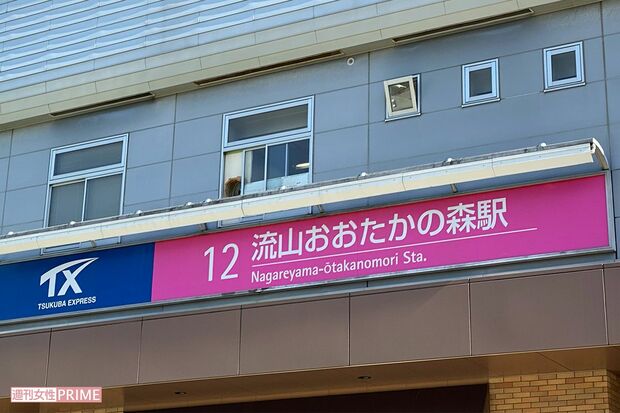 TX
TSUKUBA EXPRESS
12 流山おおたかの森駅
Nagareyama-ōtakanomori Sta.
週刊女性PRIME